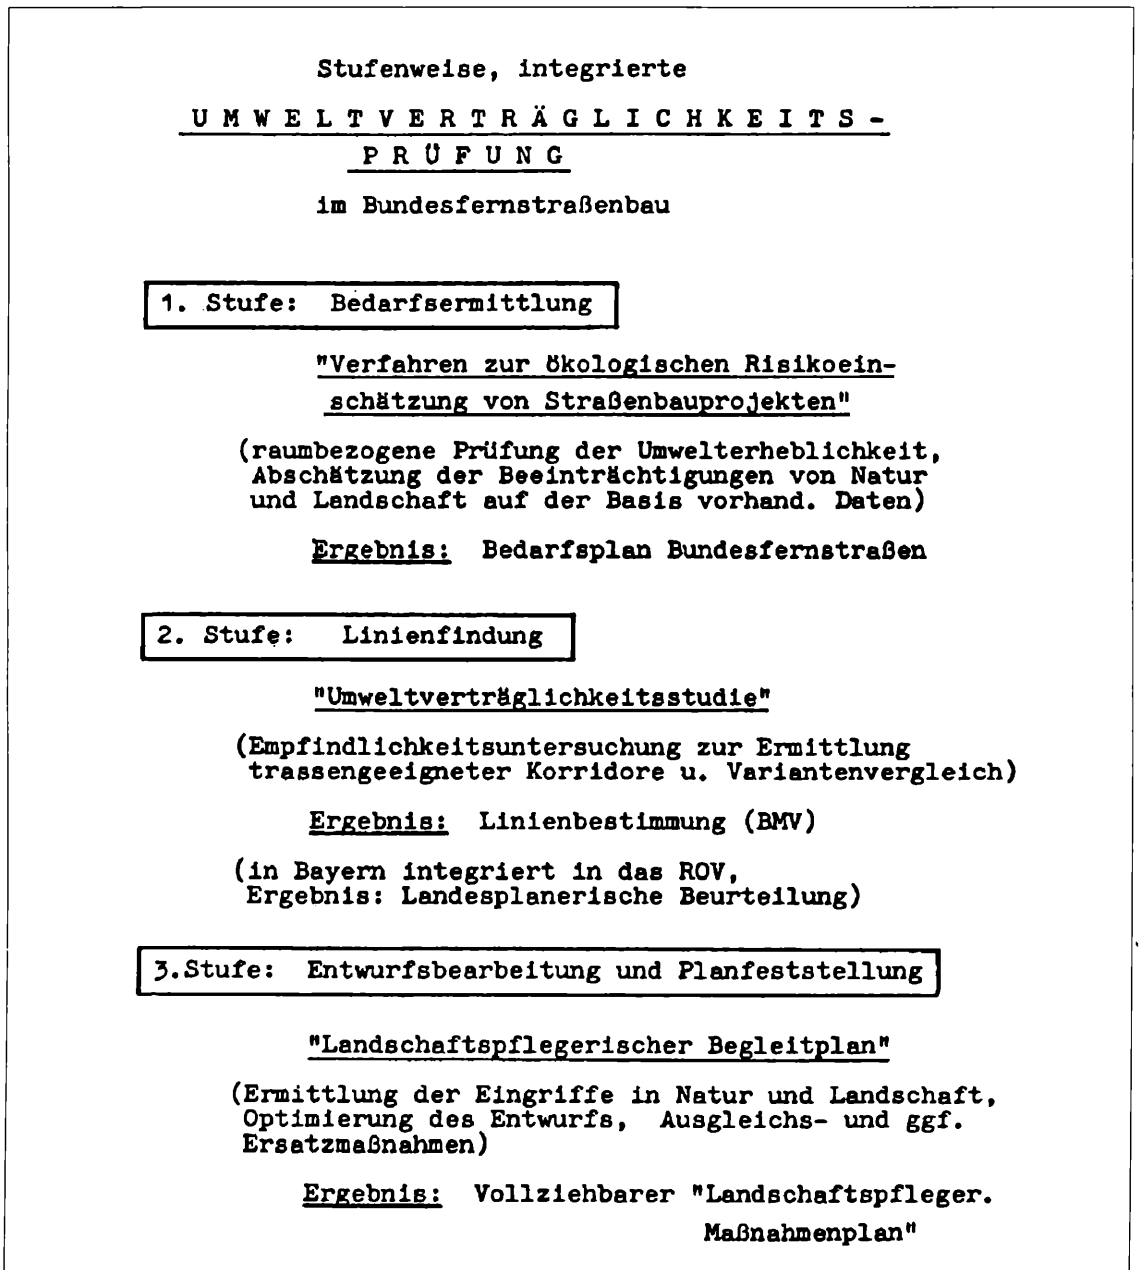 Stufenweise, integrierte
UMWELTVERTRÄGLICHKEITS-
PRÜFUNG
im Bundesfernstraßenbau
1. Stufe: Bedarfsermittlung
"Verfahren zur ökologischen Risikoein-
schätzung von Straßenbauprojekten"
(raumbezogene Prüfung der Umwelterheblichkeit,
Abschätzung der Beeinträchtigungen von Natur
und Landschaft auf der Basis vorhand. Daten)
Ergebnis: Bedarfsplan Bundesfernstraßen
2. Stufe: Linienfindung
"Umweltverträglichkeitsstudie"
(Empfindlichkeitsuntersuchung zur Ermittlung
trassengeeigneter Korridore u. Variantenvergleich)
Ergebnis: Linienbestimmung (BMV)
(in Bayern integriert in das ROV,
Ergebnis: Landesplanerische Beurteilung)
3.Stufe: Entwurfsbearbeitung und Planfeststellung
"Landschaftspflegerischer Begleitplan"
(Ermittlung der Eingriffe in Natur und Landschaft,
Optimierung des Entwurfs, Ausgleichs- und ggf.
Ersatzmaßnahmen)
Ergebnis: Vollziehbarer "Landschaftspfleger.
Maßnahmenplan"